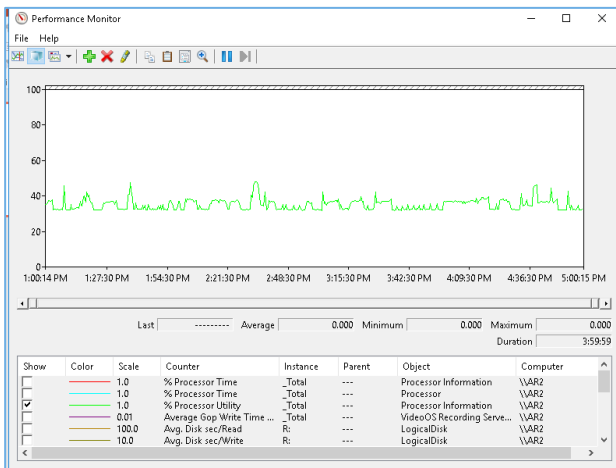 Performance Monitor
File Help
100
80
60
40
20
0
1:00:14 PM 1:27:30 PM 1:54:30 PM 2:21:30 PM 2:48:30 PM 3:15:30 PM 3:42:30 PM 4:09:30 PM 4:36:30 PM 5:00:15 PM
Last --------- Average 0.000 Minimum 0.000 Maximum 0.000
Duration 3:59:59
Show Color Scale Counter Instance Parent Object Computer
1.0 % Processor Time _Total --- Processor Information \\AR2
1.0 % Processor Time _Total --- Processor \\AR2
1.0 % Processor Utility _Total --- Processor Information \\AR2
0.01 Average Gop Write Time ... _Total --- VideoOS Recording Serve... \\AR2
100.0 Avg. Disk sec/Read R: --- LogicalDisk \\AR2
10.0 Avg. Disk sec/Write R: --- LogicalDisk \\AR2